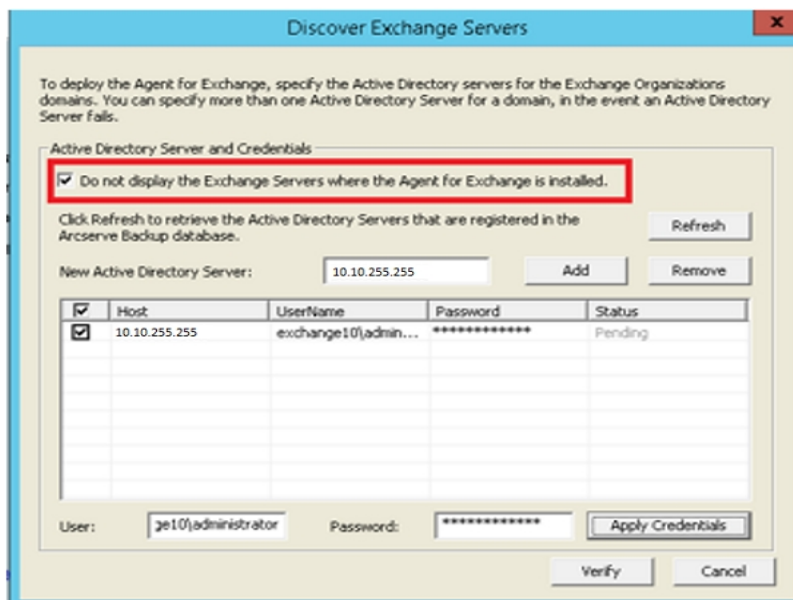 Discover Exchange Servers
x
To deploy the Agent for Exchange, specify the Active Directory servers for the Exchange Organizations
domains. You can specify more than one Active Directory Server for a domain, in the event an Active Directory
Server fails.
Active Directory Server and Credentials
Do not display the Exchange Servers where the Agent for Exchange is installed.
Click Refresh to retrieve the Active Directory Servers that are registered in the
Arcserve Backup database.
Refresh
New Active Directory Server: 10.10.255.255 Add Remove
Host UserName Password Status
10.10.255.255 exchange10\admin... ************ Pending
User: ge10\administrator Password: ************ Apply Credentials
Verify Cancel